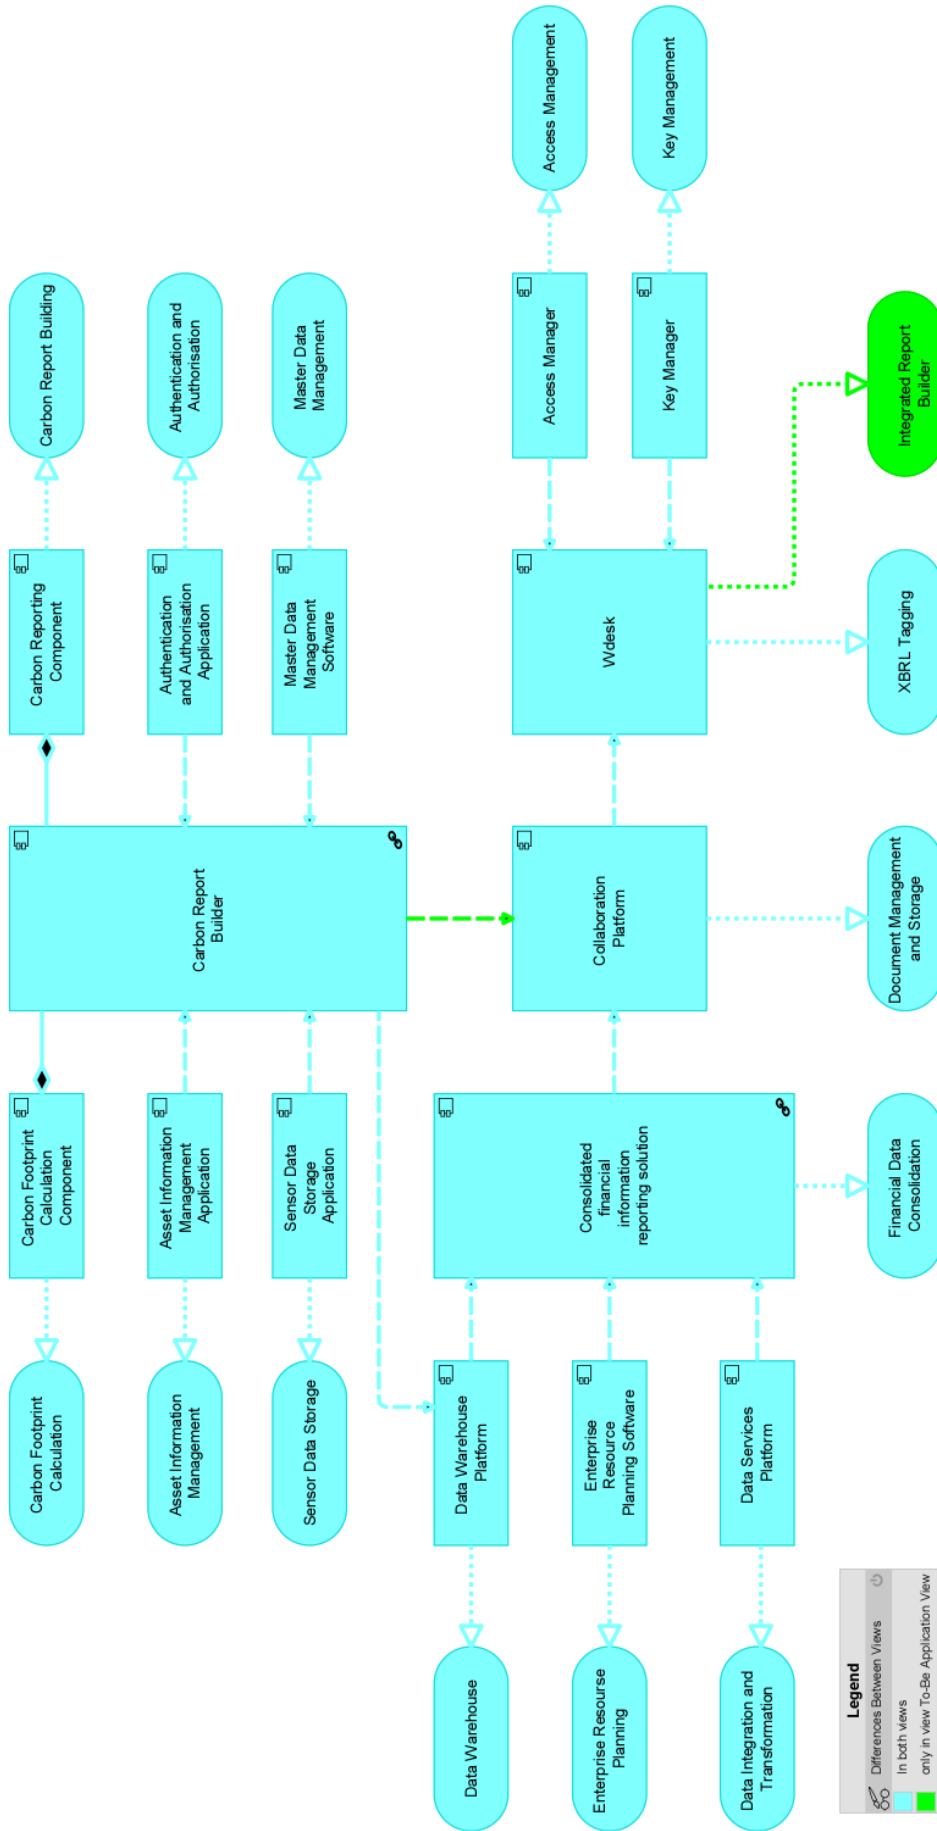 Carbon Footprint
Calculation
Carbon Footprint
Calculation
Component
Carbon Report
Builder
Carbon Reporting
Component
Carbon Report Building
Asset Information
Management
Asset Information
Management
Application
Authentication
and Authorisation
Application
Authentication and
Authorisation
Sensor Data Storage
Sensor Data
Storage
Application
Master Data
Management
Software
Master Data
Management
Data Warehouse
Data Warehouse
Platform
Enterprise Resourse
Planning
Enterprise
Resource
Planning Software
Data Integration and
Transformation
Data Services
Platform
Consolidated
financial
information
reporting solution
Collaboration
Platform
Wdesk
Access Manager
Access Management
Key Manager
Key Management
Financial Data
Consolidation
Document Management
and Storage
XBRL Tagging
Integrated Report
Builder
Legend
Differences Between Views
In both views
only in view To-Be Application View